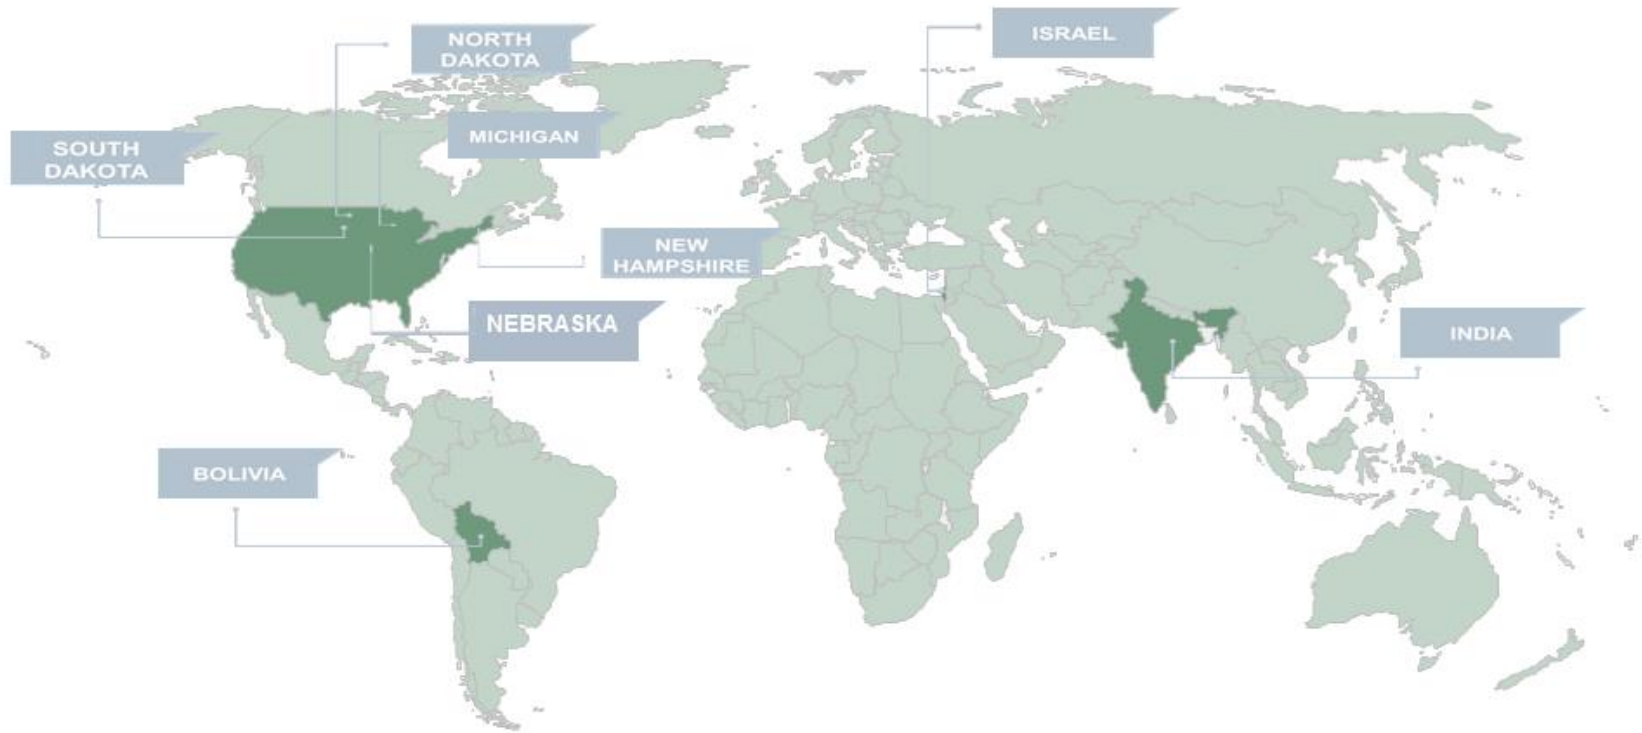 NORTH
DAKOTA
ISRAEL
MICHIGAN
SOUTH
DAKOTA
NEW
HAMPSHIRE
NEBRASKA
INDIA
BOLIVIA